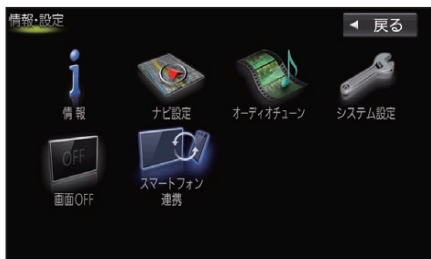 情報・設定
戻る
情報
ナビ設定
オーディオチューン
システム設定
OFF
画面OFF
スマートフォン
連携